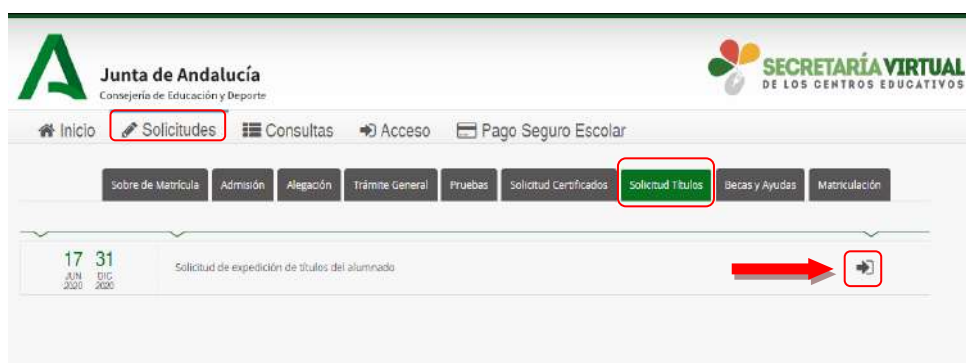 Junta de Andalucía
Consejería de Educación y Deporte
SECRETARÍA VIRTUAL
DE LOS CENTROS EDUCATIVOS
Inicio Solicitudes Consultas Acceso Pago Seguro Escolar
Sobre de Matrícula Admisión Alegación Trámite General Pruebas Solicitud Certificados Solicitud Títulos Becas y Ayudas Matriculación
17 31
JUN DIC
2020 2020
Solicitud de expedición de títulos del alumnado